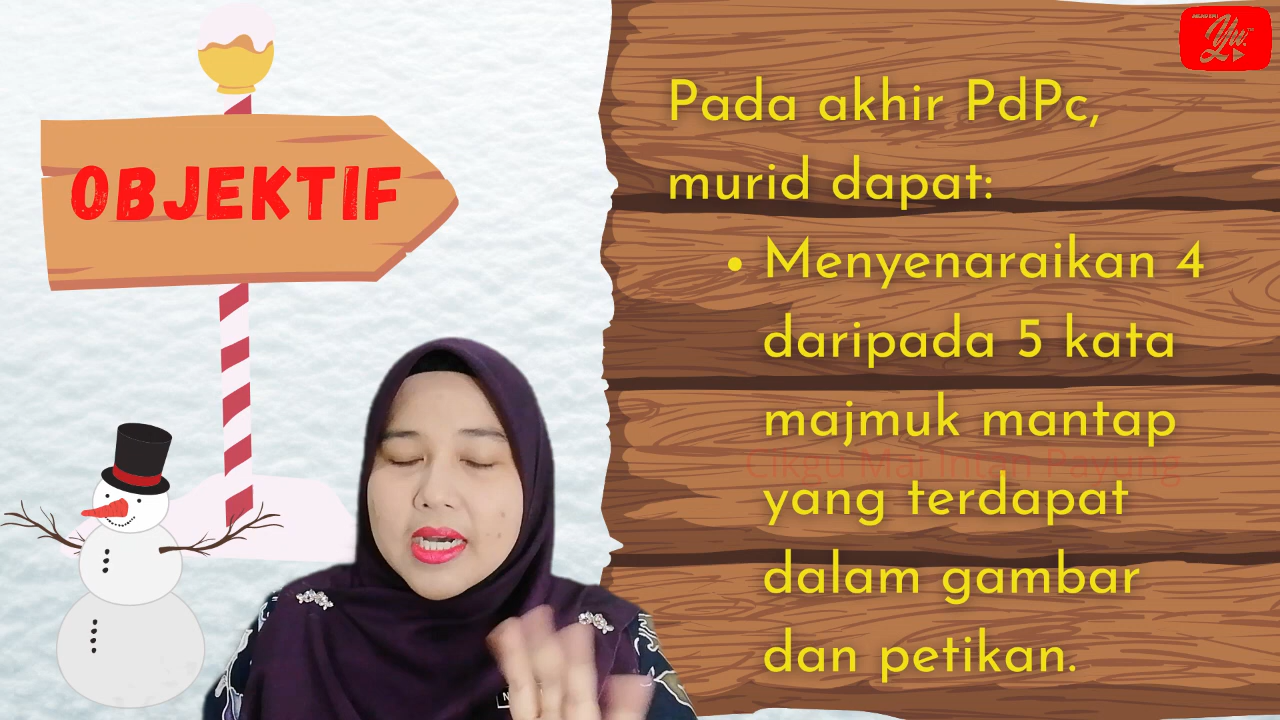 OBJEKTIF
Pada akhir PdPc,
murid dapat:
• Menyenaraikan 4
daripada 5 kata
majmuk mantap
yang terdapat
dalam gambar
dan petikan.
Cikgu Mai Intan Payung
Yu